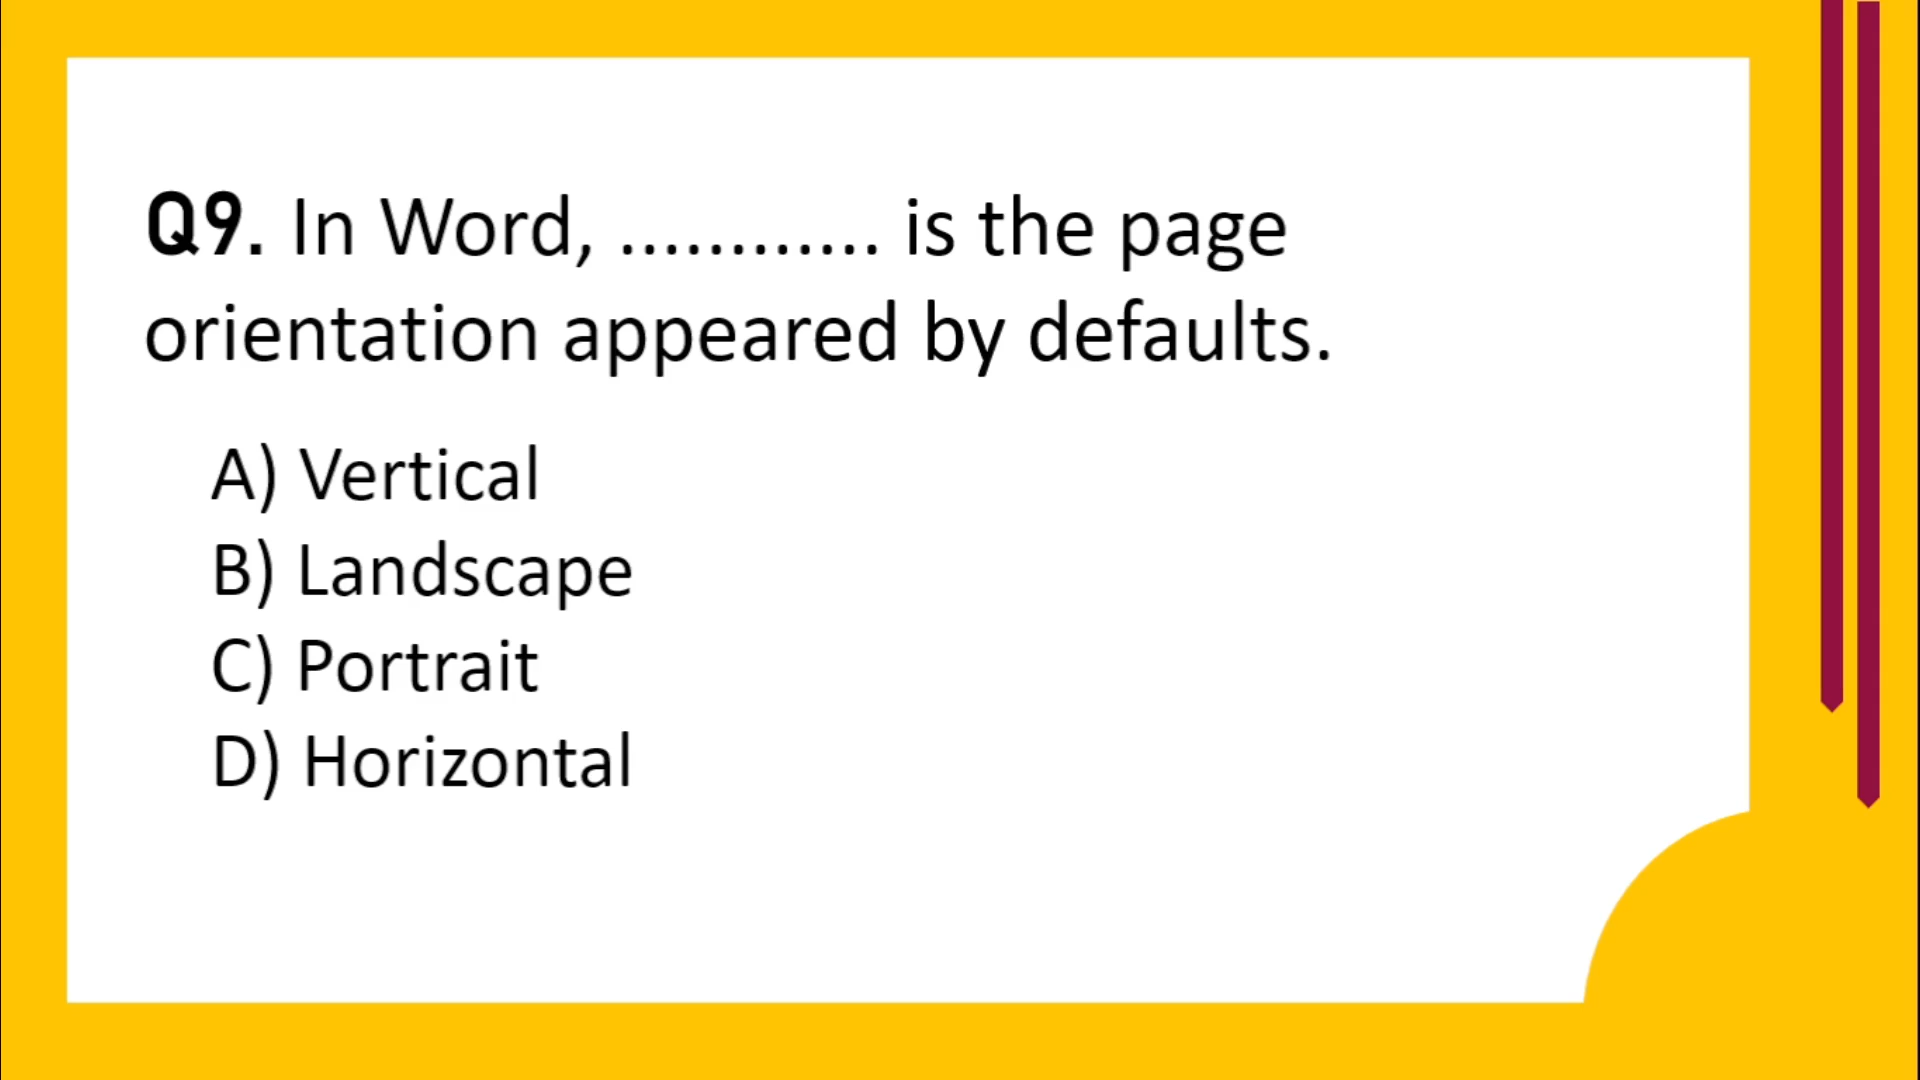 Q9. In Word, ............ is the page
orientation appeared by defaults.
A) Vertical
B) Landscape
C) Portrait
D) Horizontal